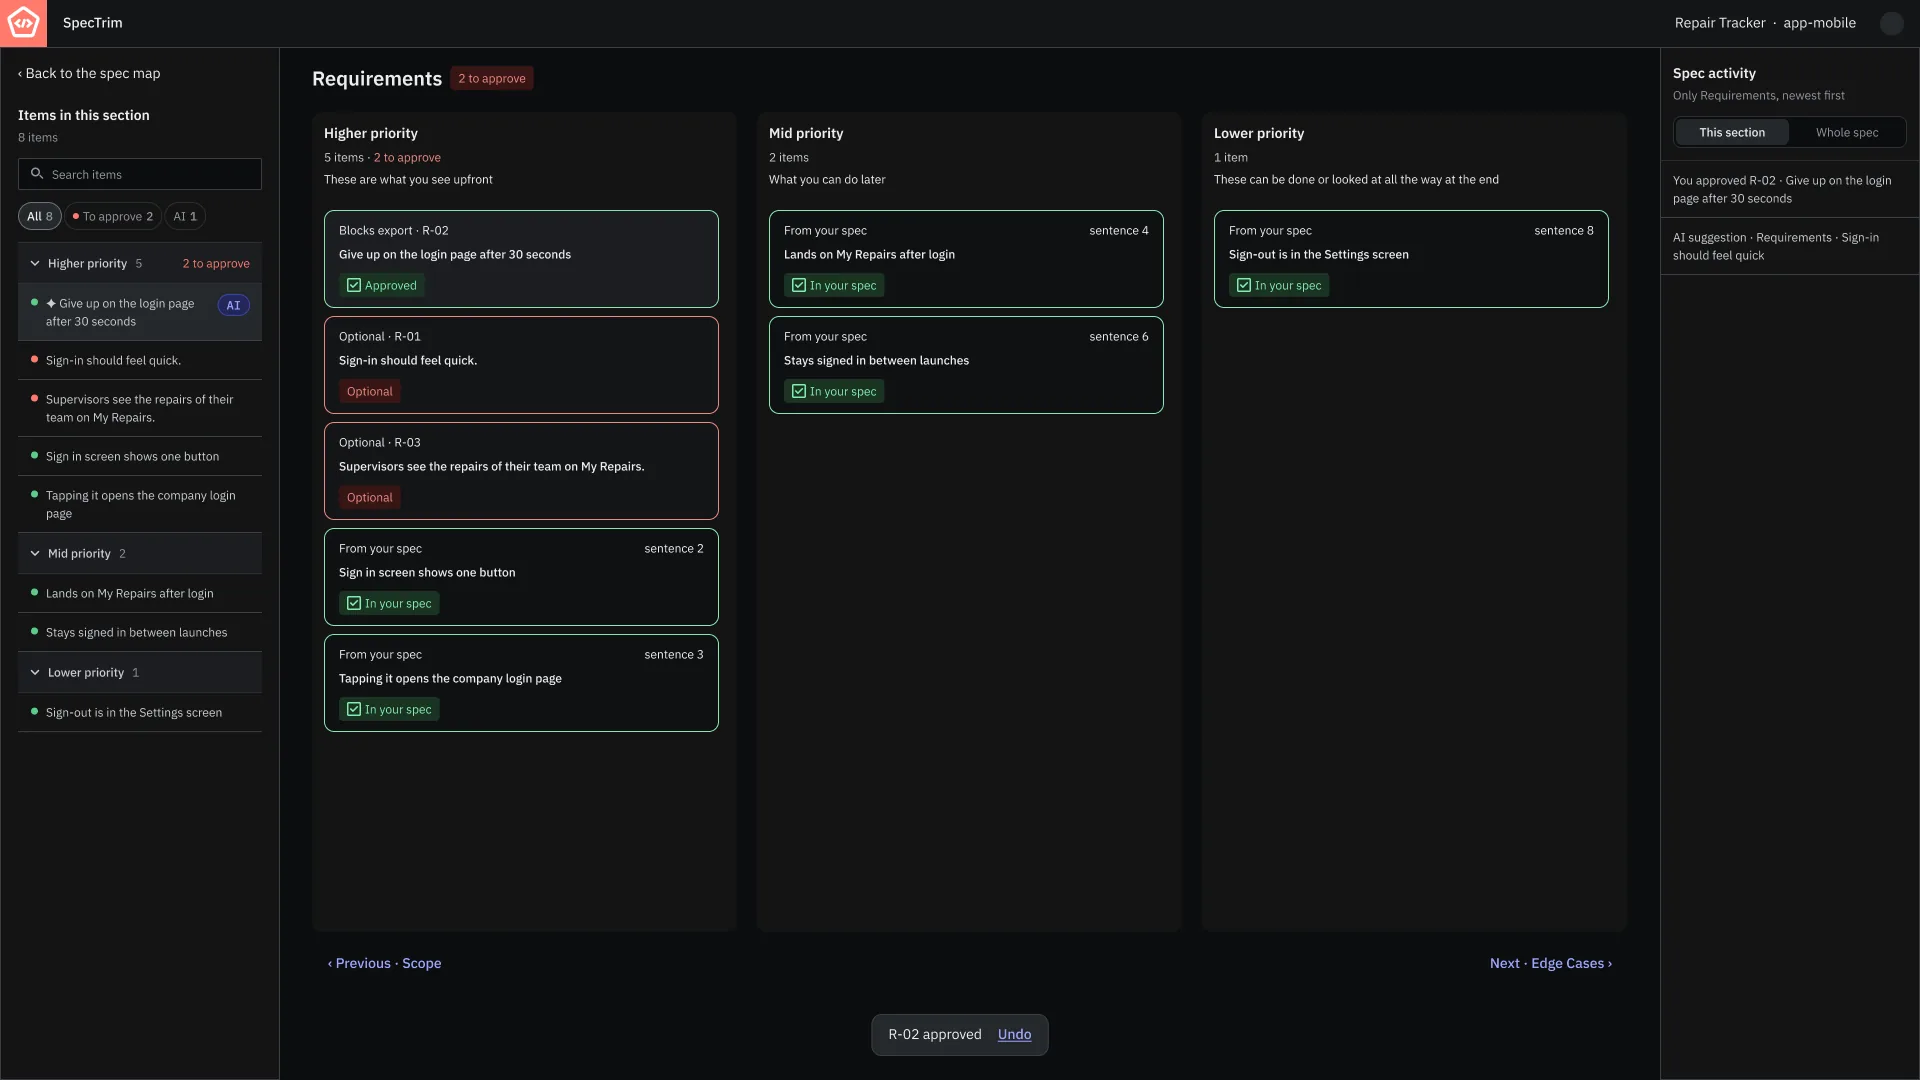 SpecTrim
Repair Tracker · app-mobile
‹ Back to the spec map
Items in this section
8 items
Search items
All 8
To approve 2
AI 1
Higher priority 5
2 to approve
Give up on the login page
after 30 seconds
AI
Sign-in should feel quick.
Supervisors see the repairs of their
team on My Repairs.
Sign in screen shows one button
Tapping it opens the company login
page
Mid priority 2
Lands on My Repairs after login
Stays signed in between launches
Lower priority 1
Sign-out is in the Settings screen
Requirements
2 to approve
Higher priority
5 items · 2 to approve
These are what you see upfront
Blocks export · R-02
Give up on the login page after 30 seconds
Approved
Optional · R-01
Sign-in should feel quick.
Optional
Optional · R-03
Supervisors see the repairs of their team on My Repairs.
Optional
From your spec
sentence 2
Sign in screen shows one button
In your spec
From your spec
sentence 3
Tapping it opens the company login page
In your spec
Mid priority
2 items
What you can do later
From your spec
sentence 4
Lands on My Repairs after login
In your spec
From your spec
sentence 6
Stays signed in between launches
In your spec
Lower priority
1 item
These can be done or looked at all the way at the end
From your spec
sentence 8
Sign-out is in the Settings screen
In your spec
‹ Previous · Scope
Next · Edge Cases ›
R-02 approved
Undo
Spec activity
Only Requirements, newest first
This section
Whole spec
You approved R-02 · Give up on the login
page after 30 seconds
AI suggestion · Requirements · Sign-in
should feel quick